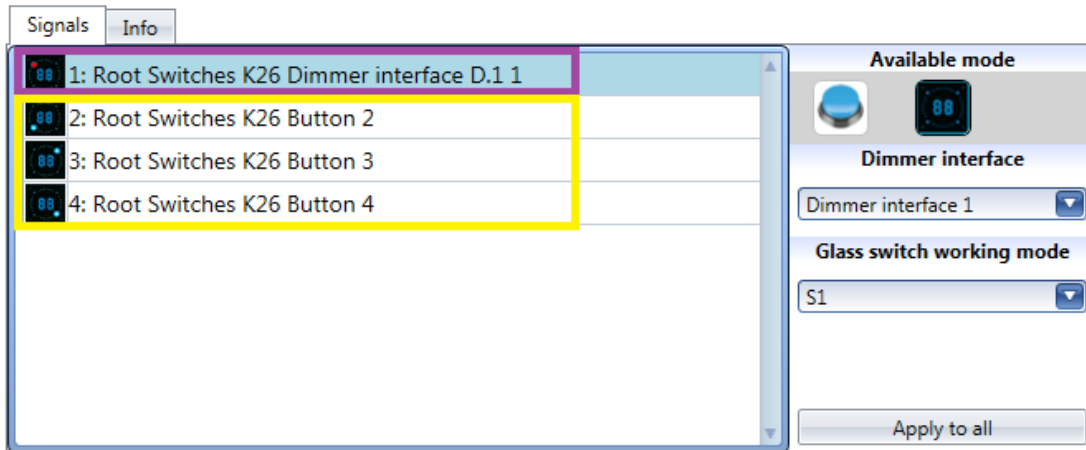 Signals Info
1: Root Switches K26 Dimmer interface D.1 1
2: Root Switches K26 Button 2
3: Root Switches K26 Button 3
4: Root Switches K26 Button 4
Available mode
88
Dimmer interface
Dimmer interface 1
Glass switch working mode
S1
Apply to all